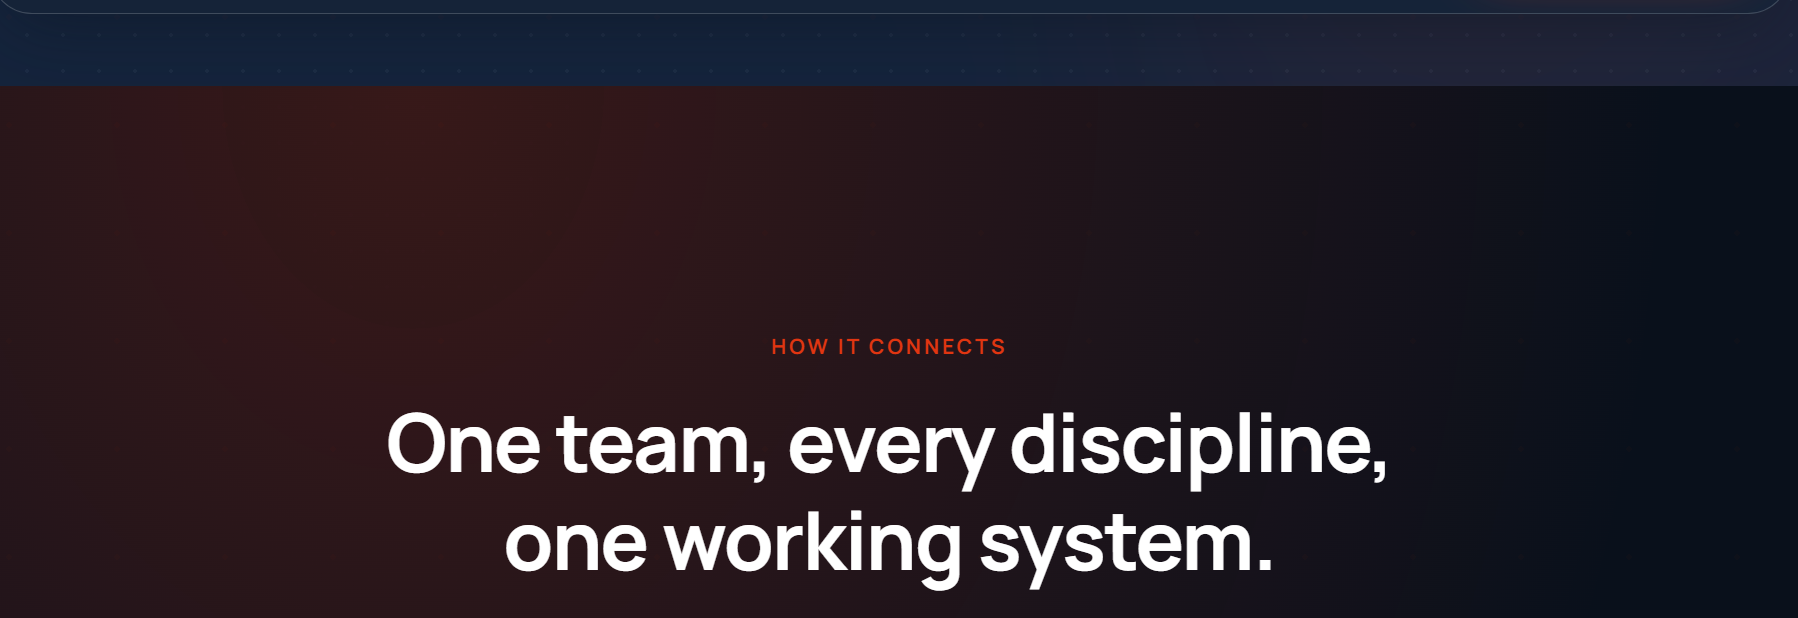 HOW IT CONNECTS
One team, every discipline,
one working system.